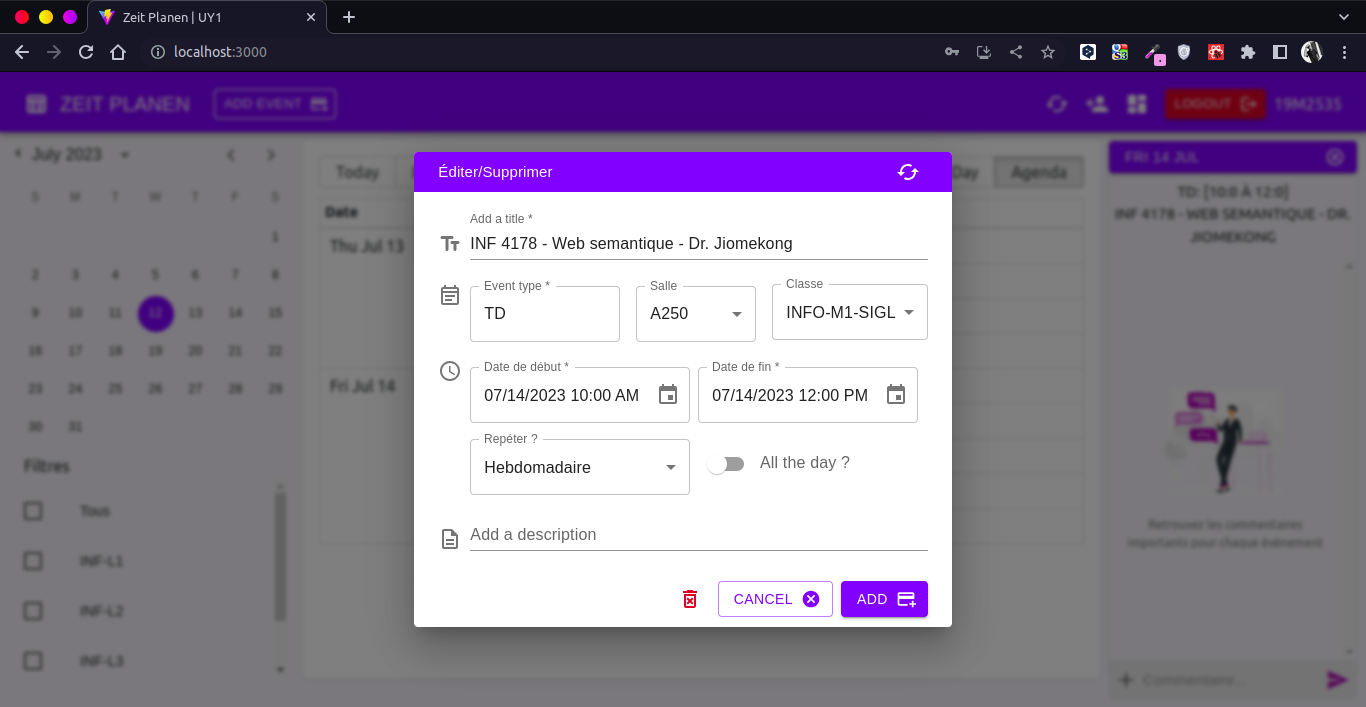 Zeit Planen | UY1
localhost:3000
ZEIT PLANEN
ADD EVENT
LOGOUT
19M2535
July 2023
S M T W T F S
1
2 3 4 5 6 7 8
9 10 11 12 13 14 15
16 17 18 19 20 21 22
23 24 25 26 27 28 29
30 31
Filtres
Tous
INF-L1
INF-L2
INF-L3
Today
Day
Agenda
Date
Thu Jul 13
Fri Jul 14
Éditer/Supprimer
Add a title *
INF 4178 - Web semantique - Dr. Jiomekong
Event type *
TD
Salle
A250
Classe
INFO-M1-SIGL
Date de début *
07/14/2023 10:00 AM
Date de fin *
07/14/2023 12:00 PM
Repéter ?
Hebdomadaire
All the day ?
Add a description
CANCEL
ADD
FRI 14 JUL
TD: [10:0 À 12:0]
INF 4178 - WEB SEMANTIQUE - DR.
JIOMEKONG
Retrouvez les commentaires
importants pour chaque évènement
Commentaire...